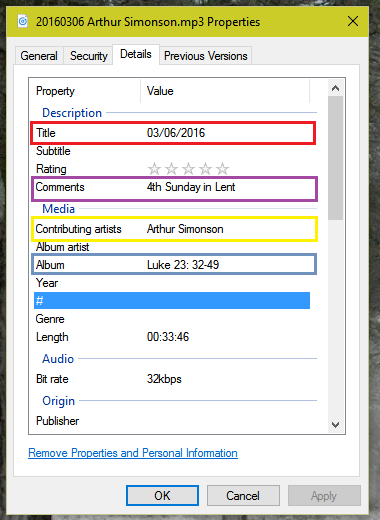 20160306 Arthur Simonson.mp3 Properties
General Security Details Previous Versions
Property Value
Description
Title 03/06/2016
Subtitle
Rating
Comments 4th Sunday in Lent
Media
Contributing artists Arthur Simonson
Album artist
Album Luke 23: 32-49
Year
#
Genre
Length 00:33:46
Audio
Bit rate 32kbps
Origin
Publisher
Remove Properties and Personal Information
OK Cancel Apply